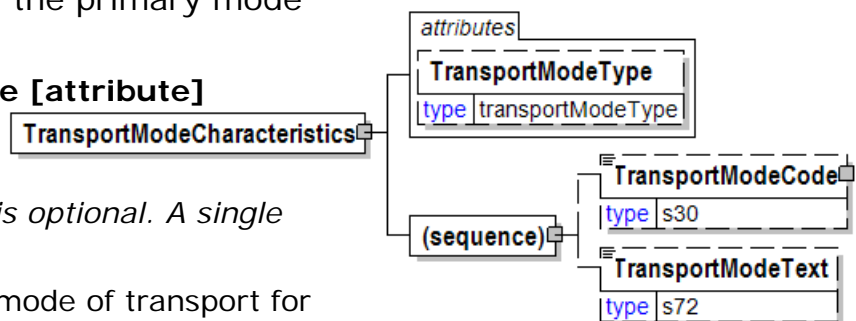 the primary mode
e [attribute]
is optional. A single
mode of transport for
attributes
TransportModeType
type transportModeType
TransportModeCharacteristics
(sequence)
TransportModeCode
type s30
TransportModeText
type s72